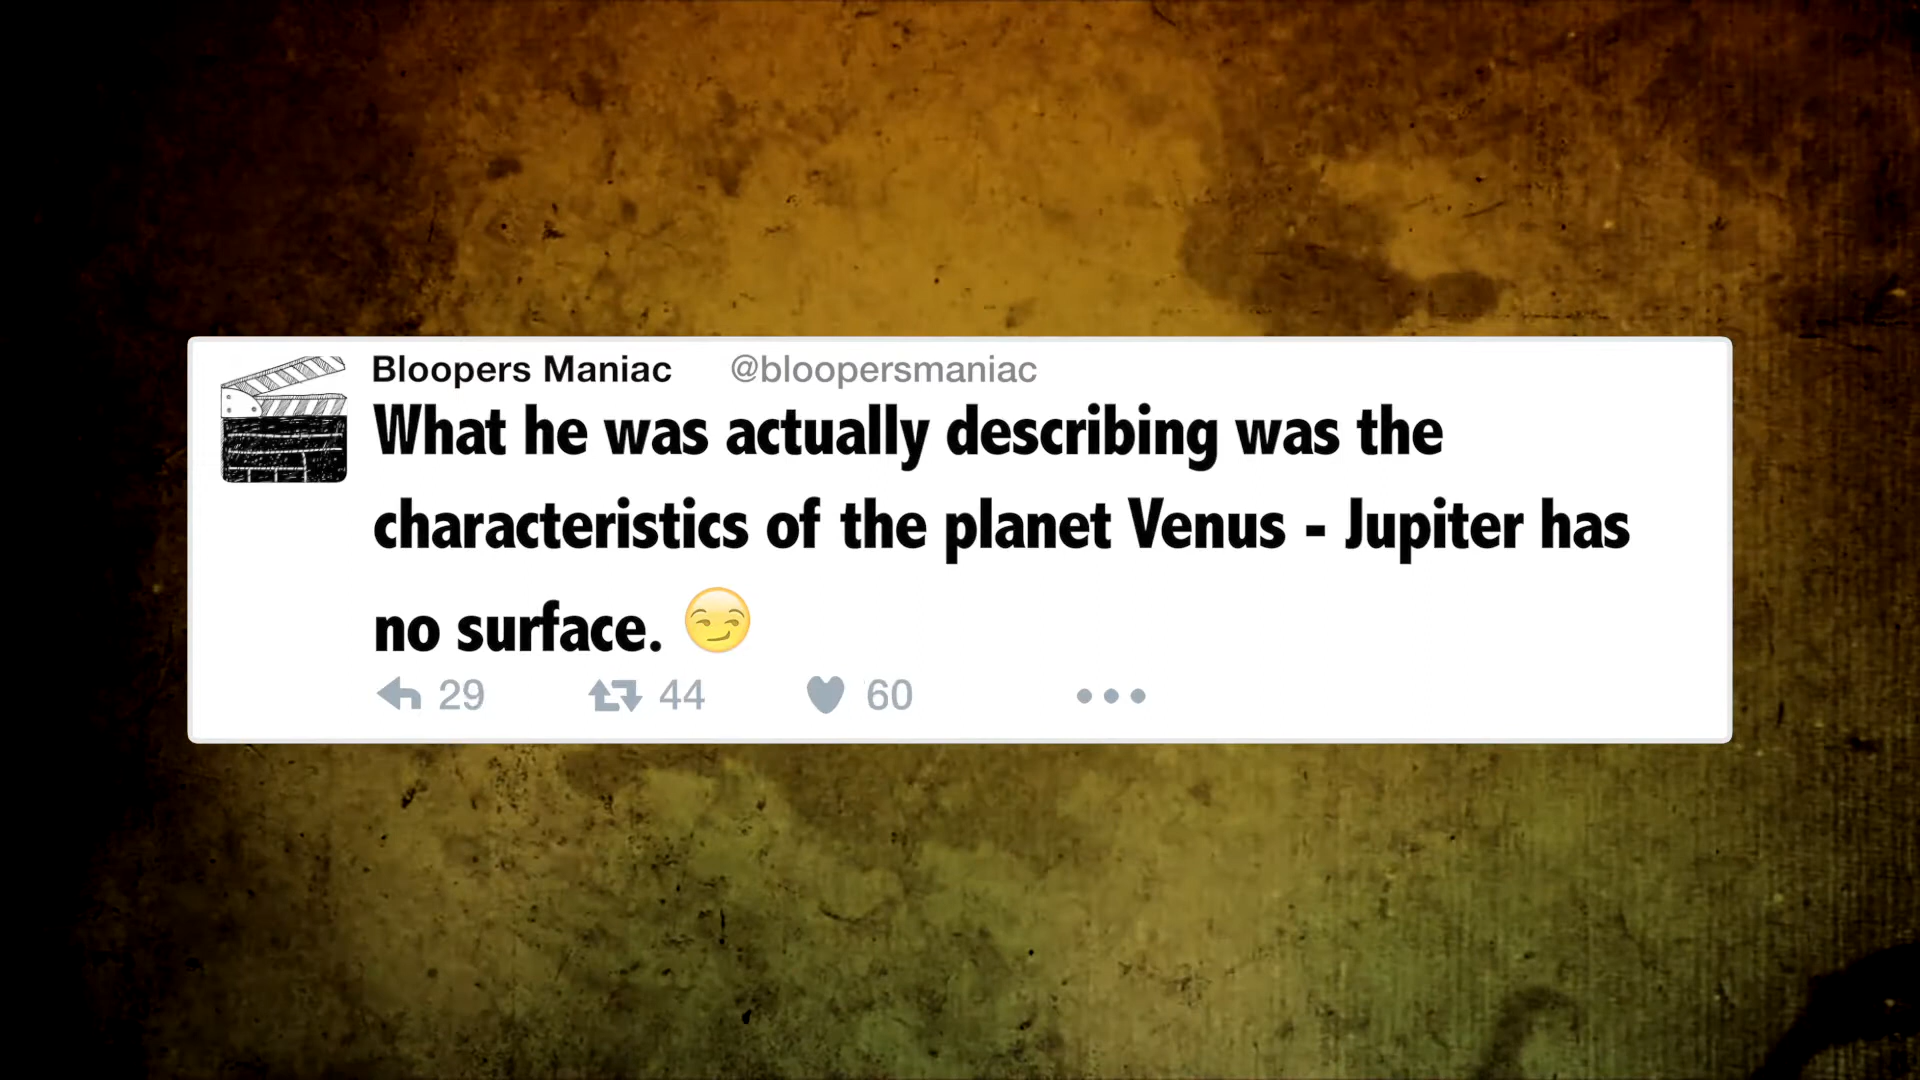 Bloopers Maniac @bloopersmaniac
What he was actually describing was the
characteristics of the planet Venus - Jupiter has
no surface. 😏
29 44 60